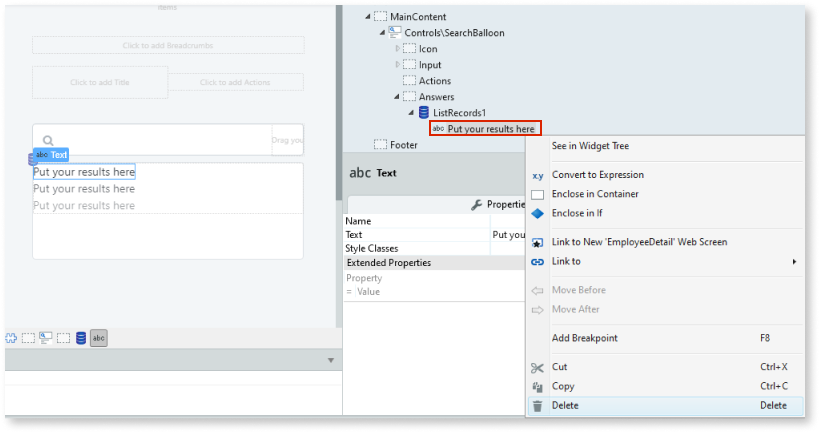 items
Click to add Breadcrumbs
Click to add Title
Click to add Actions
Drag you
abc Text
Put your results here
Put your results here
Put your results here
abc
MainContent
Controls\SearchBalloon
Icon
Input
Actions
Answers
ListRecords1
abc Put your results here
Footer
abc Text
Propertie
Name
Text Put you
Style Classes
Extended Properties
Property
= Value
See in Widget Tree
x.y Convert to Expression
Enclose in Container
Enclose in If
Link to New 'EmployeeDetail' Web Screen
Link to
Move Before
Move After
Add Breakpoint F8
Cut Ctrl+X
Copy Ctrl+C
Delete Delete